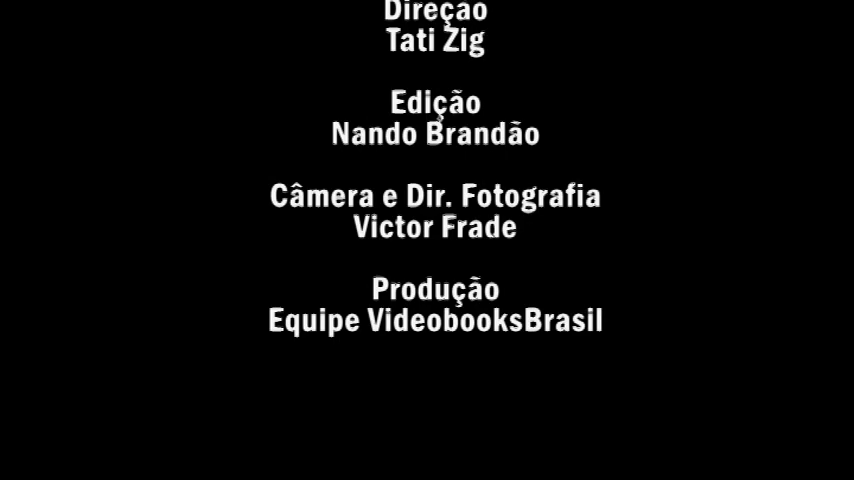 Direção
Tati Zig
Edição
Nando Brandão
Câmera e Dir. Fotografia
Victor Frade
Produção
Equipe VideobooksBrasil